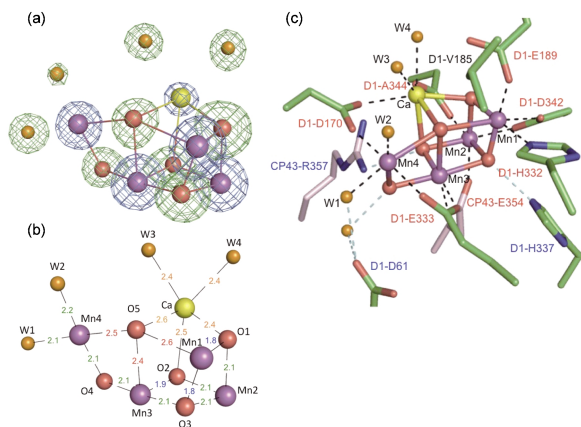 (a)
(b)
W3
W4
W2
2.4
2.4
Ca
W1
2.2
Mn4
O5
2.6
2.5
2.4
O1
2.1
2.5
2.6
Mn1
1.8
2.1
2.4
O2
2.1
O4
2.1
1.9
1.8
2.1
Mn2
Mn3
2.1
2.1
O3
(c)
W4
W3
D1-V185
D1-E189
D1-A344
Ca
D1-D342
D1-D170
W2
Mn1
Mn2
CP43-R357
Mn4
Mn3
D1-H332
W1
CP43-E354
D1-E333
D1-H337
D1-D61